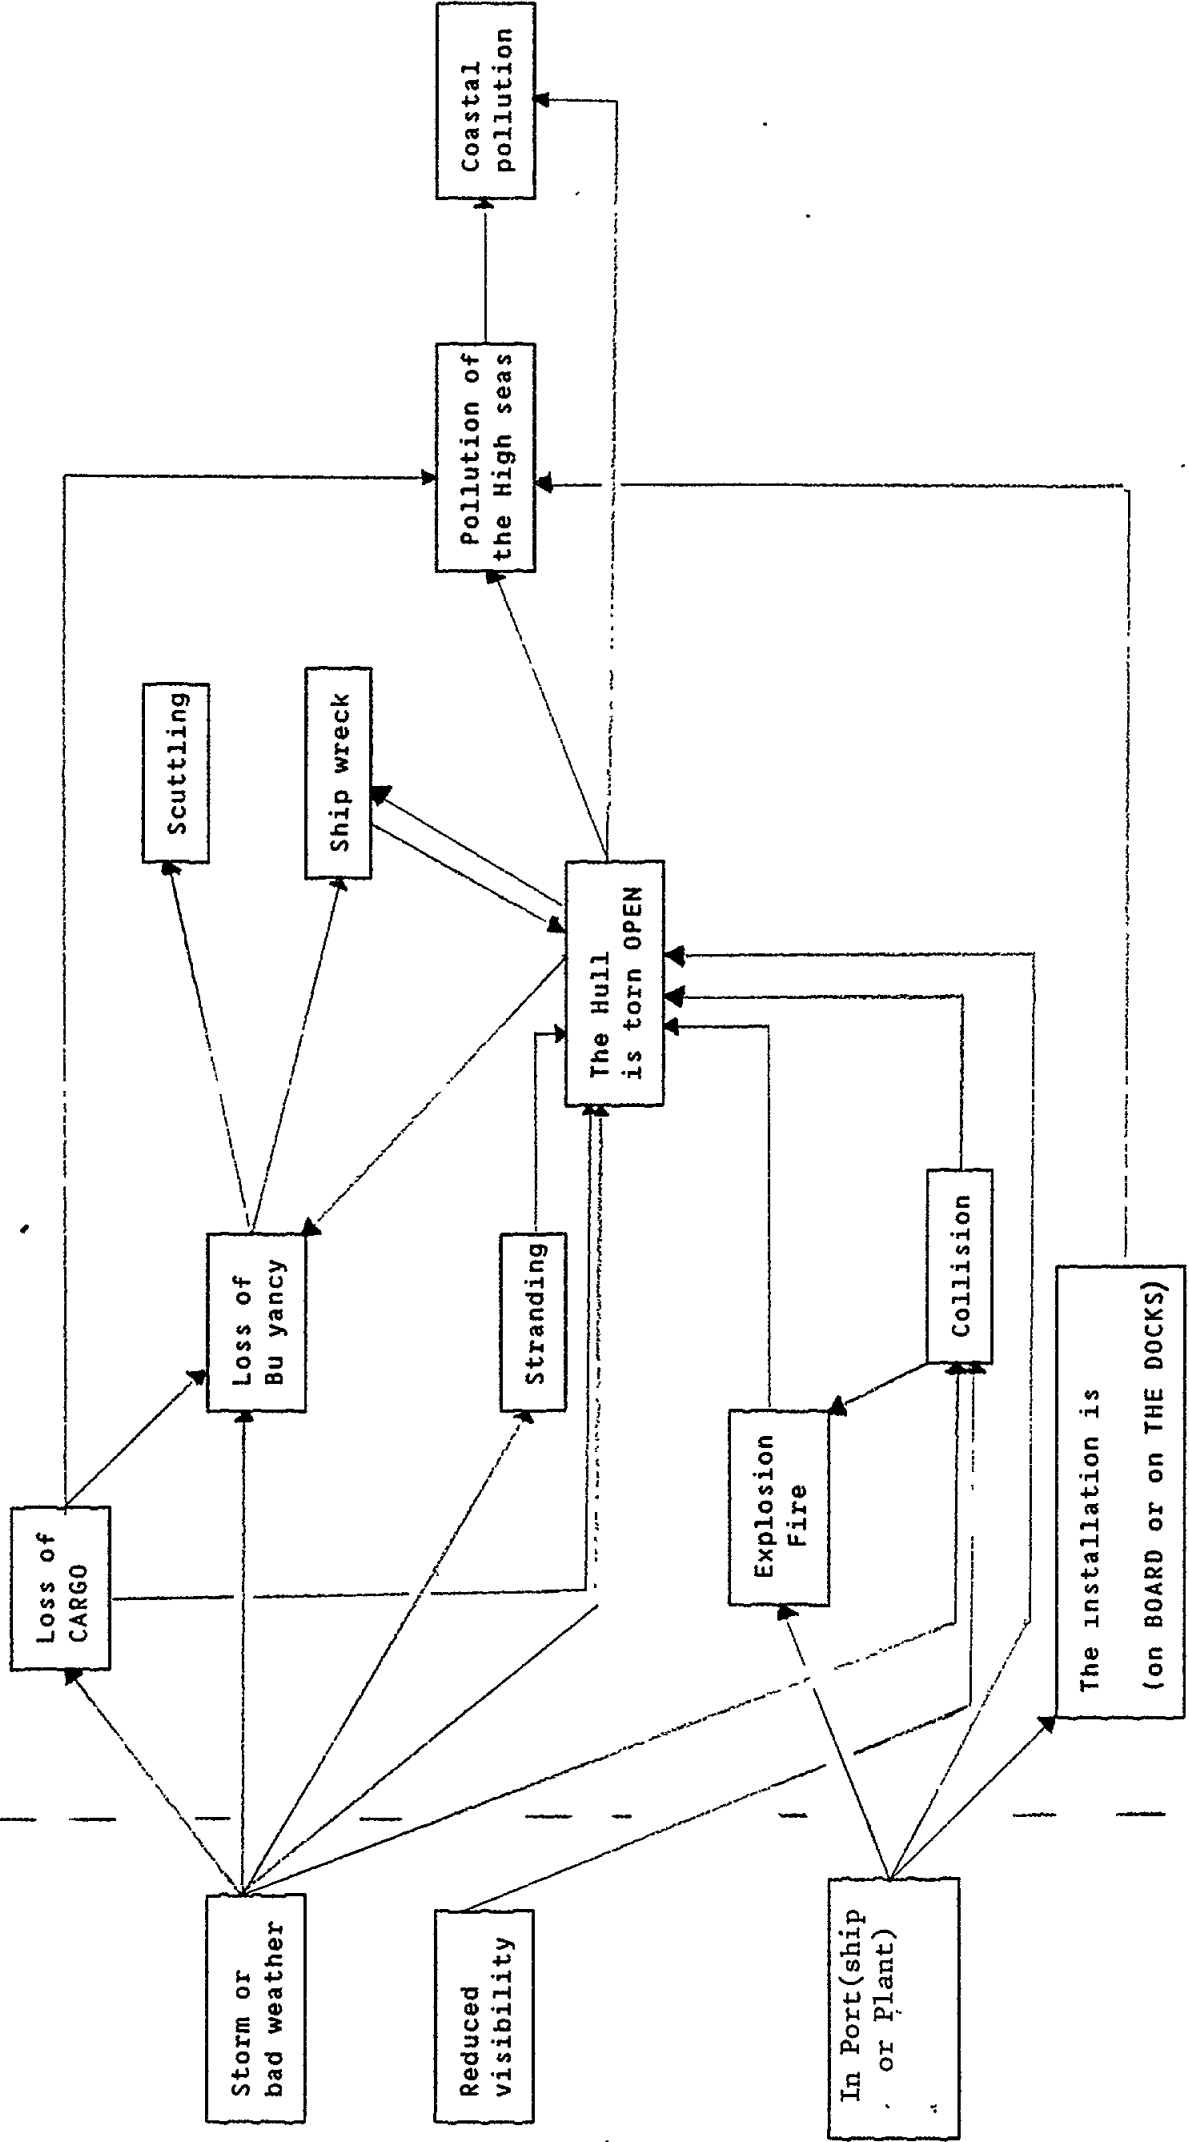 Storm or
bad weather
Reduced
visibility
In Port(ship
or Plant)
Loss of
CARGO
Loss of
Bu yancy
Stranding
Explosion
Fire
Collision
The installation is
(on BOARD or on THE DOCKS)
Scuttling
Ship wreck
The Hull
is torn OPEN
Pollution of
the High seas
Coastal
pollution